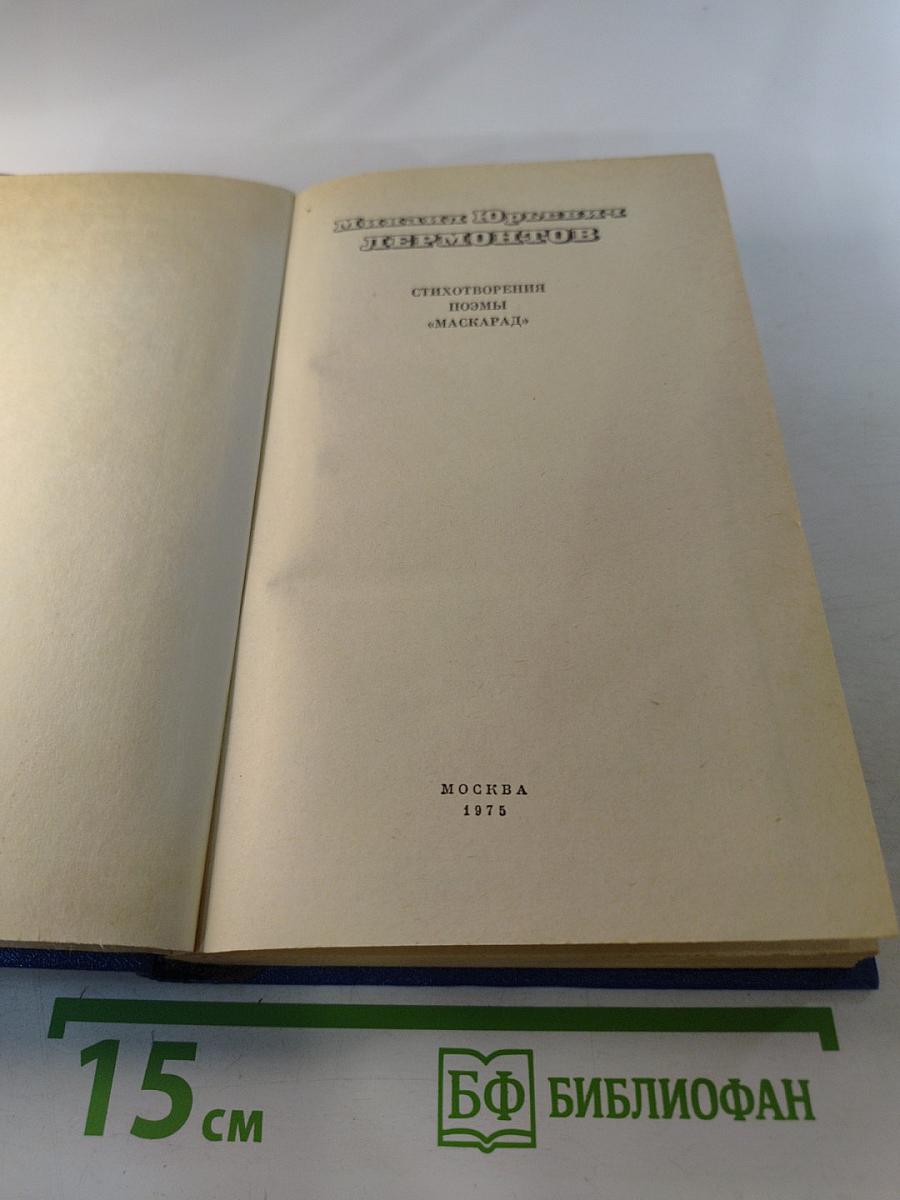 Михаил Юрьевич
ЛЕРМОНТОВ
СТИХОТВОРЕНИЯ
ПОЭМЫ
«МАСКАРАД»
МОСКВА
1975
15 см
БФ БИБЛИОФАН